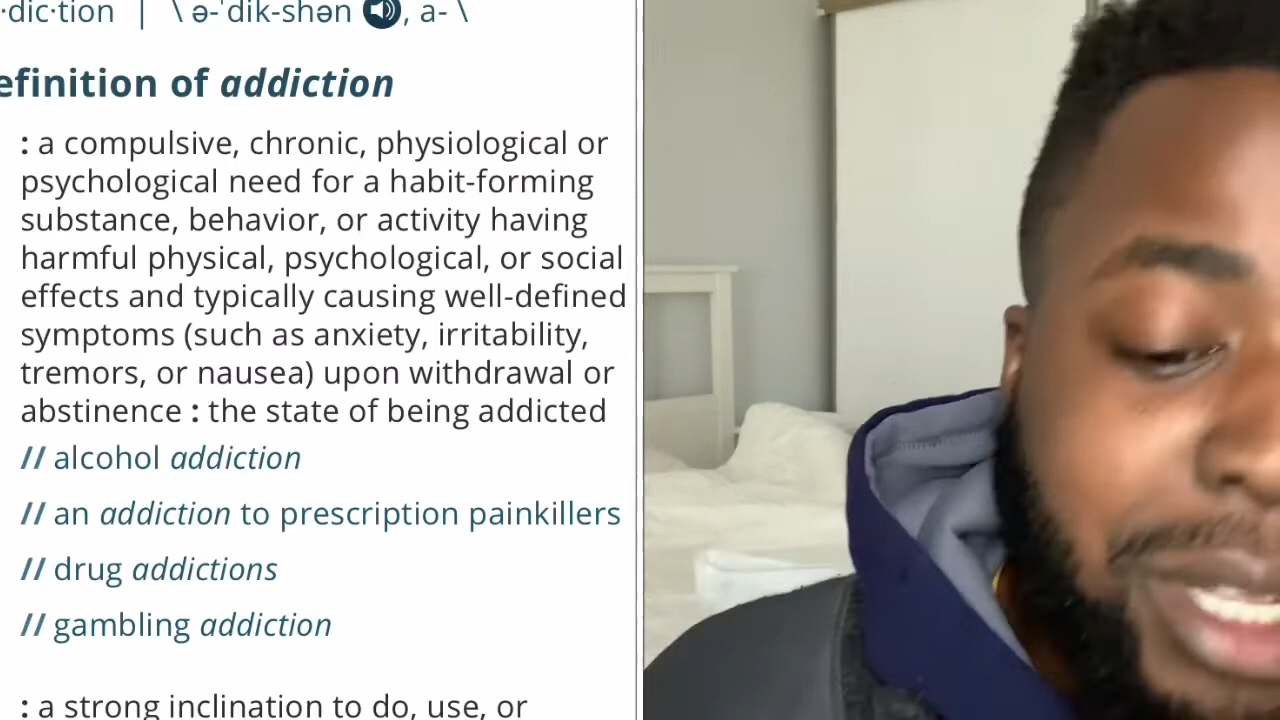 ·dic·tion | \ ə-ˈdik-shən , a- \
efinition of addiction
: a compulsive, chronic, physiological or
psychological need for a habit-forming
substance, behavior, or activity having
harmful physical, psychological, or social
effects and typically causing well-defined
symptoms (such as anxiety, irritability,
tremors, or nausea) upon withdrawal or
abstinence : the state of being addicted
// alcohol addiction
// an addiction to prescription painkillers
// drug addictions
// gambling addiction
: a strong inclination to do, use, or